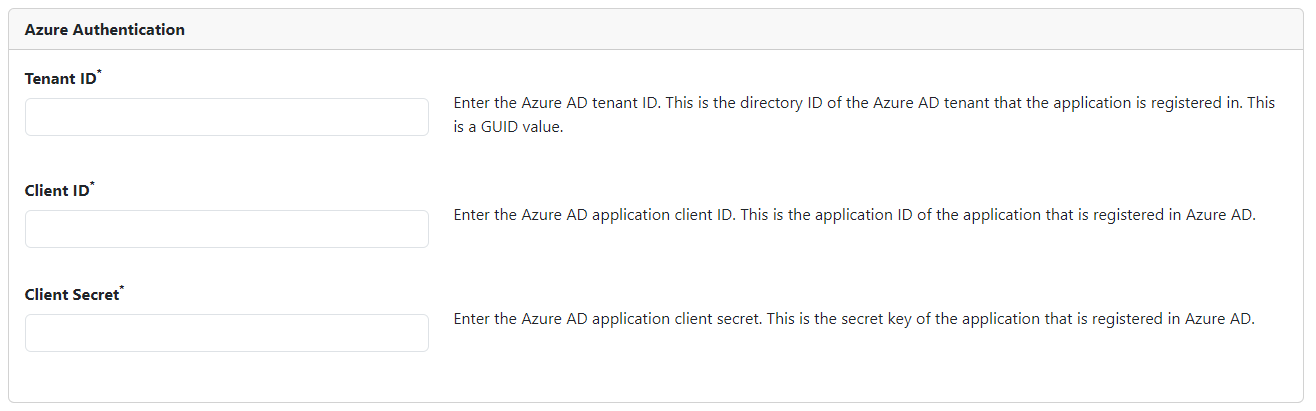 Azure Authentication
Tenant ID*
Enter the Azure AD tenant ID. This is the directory ID of the Azure AD tenant that the application is registered in. This
is a GUID value.
Client ID*
Enter the Azure AD application client ID. This is the application ID of the application that is registered in Azure AD.
Client Secret*
Enter the Azure AD application client secret. This is the secret key of the application that is registered in Azure AD.